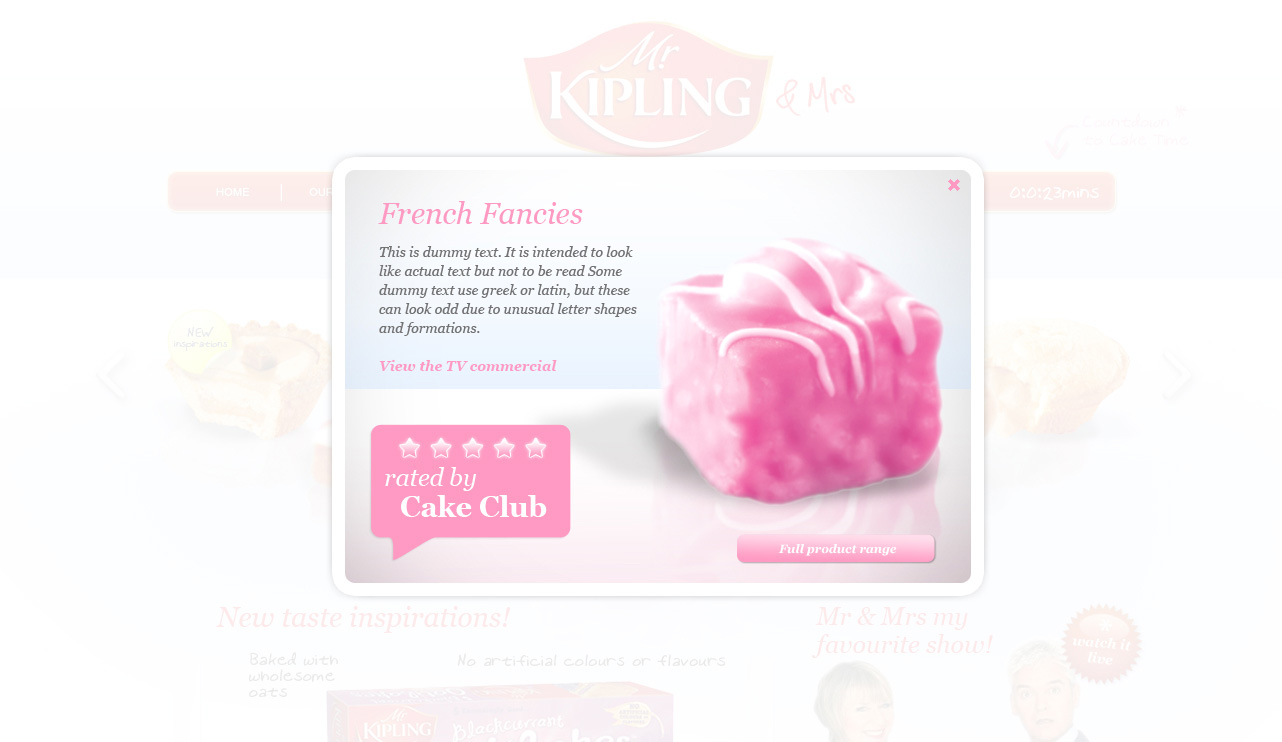 Mr
KIPLING
& Mrs
Countdown
to Cake Time
HOME
OUR
0:0:23mins
French Fancies
This is dummy text. It is intended to look
like actual text but not to be read Some
dummy text use greek or latin, but these
can look odd due to unusual letter shapes
and formations.
View the TV commercial
NEW
inspirations
rated by
Cake Club
Full product range
New taste inspirations!
Baked with
wholesome
oats
No artificial colours or flavours
Mr
KIPLING
Blackcurrant
Mr & Mrs my
favourite show!
watch it
live